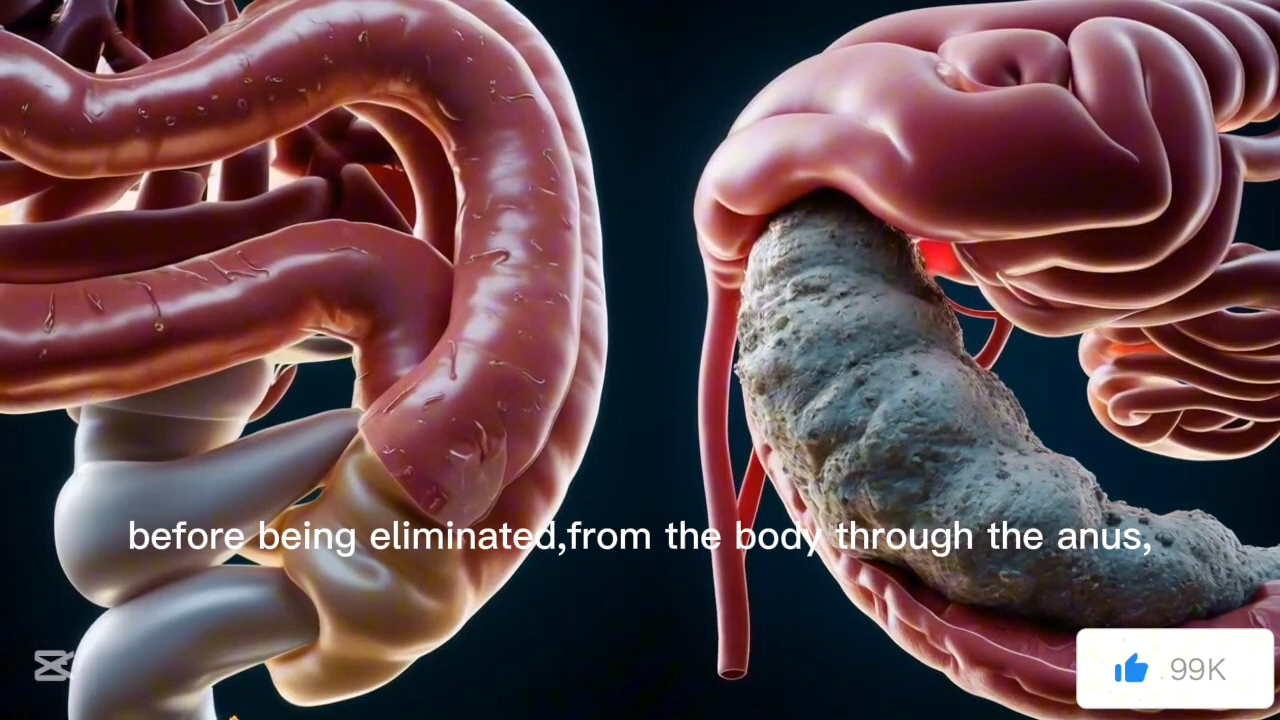 before being eliminated,from the body through the anus,
99K